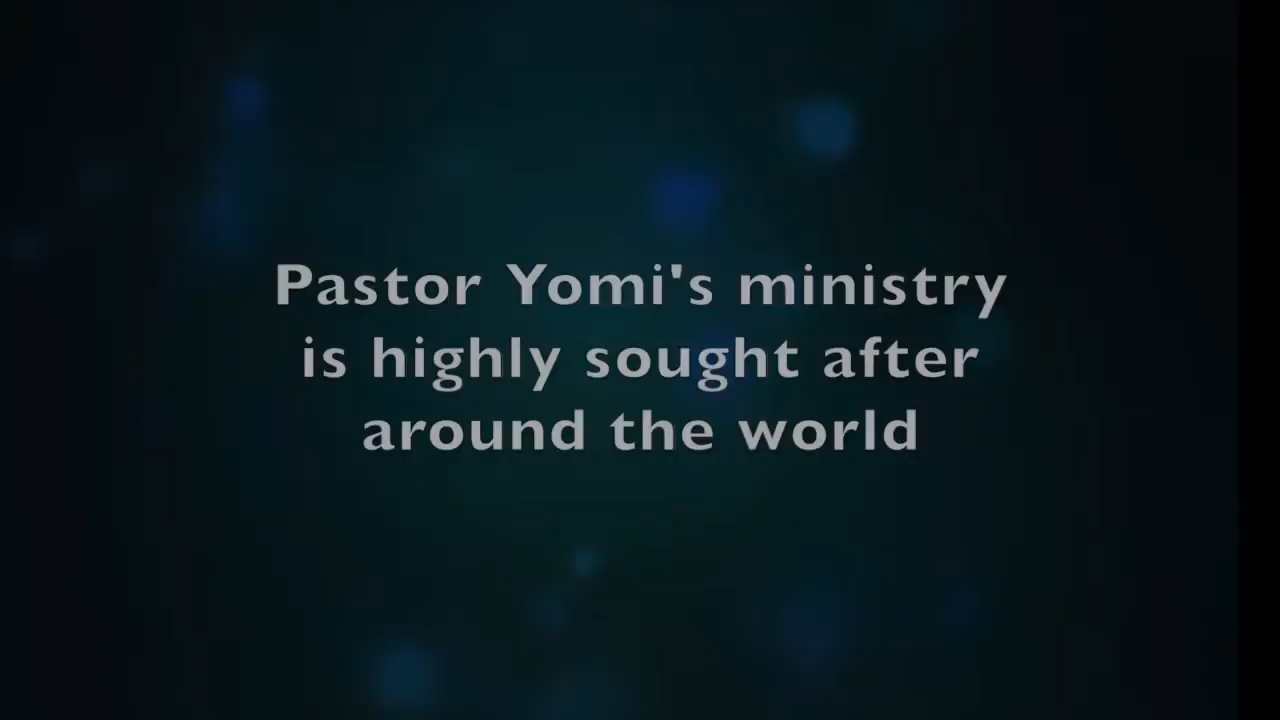 Pastor Yomi's ministry
is highly sought after
around the world